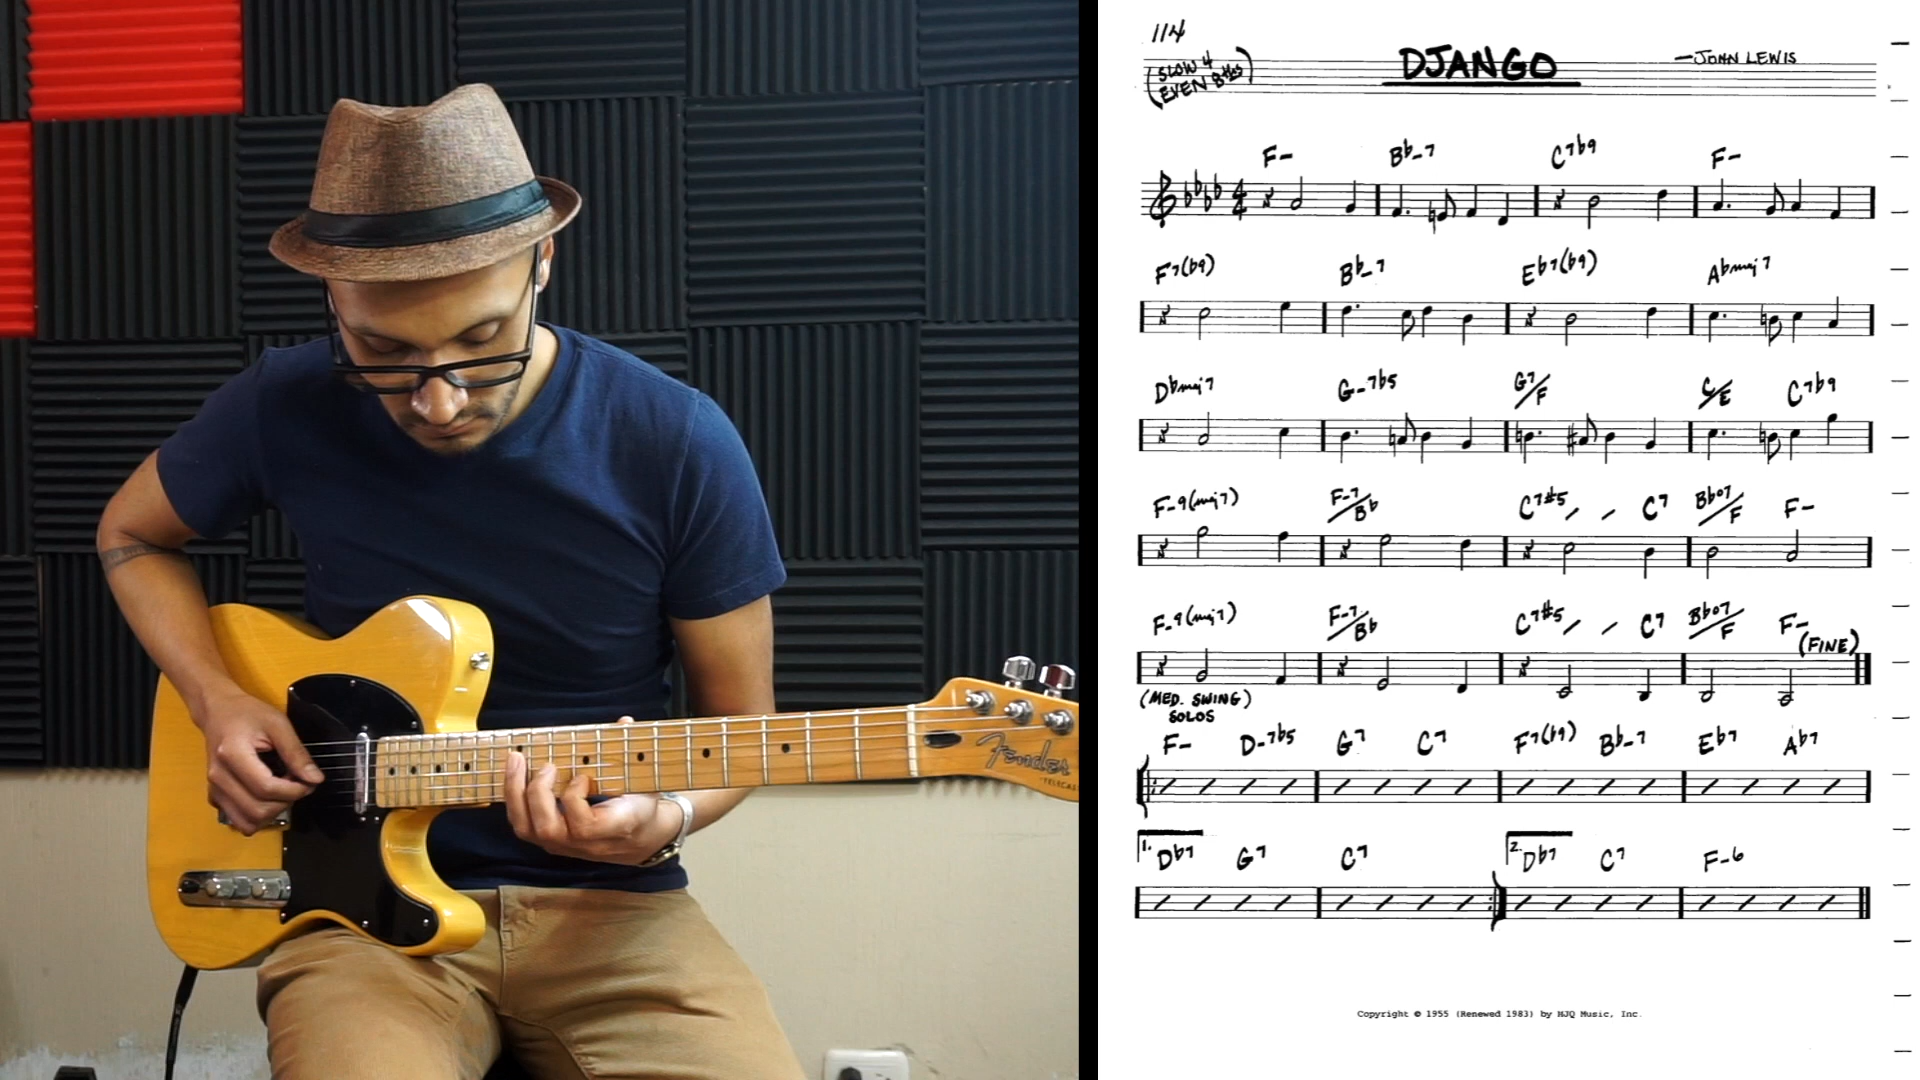 Fender
TELECAS
114
DJANGO
—JOHN LEWIS
(SLOW 4
EVEN 8ths)
F- Bb-7 C7b9 F-
F7(b9) Bb-7 Eb7(b9) Abmaj7
Dbmaj7 G-7b5 G7/F C/E C7b9
F-9(maj7) F-7/Bb C7#5 / / C7 Bbo7/F F-
F-9(maj7) F-7/Bb C7#5 / / C7 Bbo7/F F-
(FINE)
(MED. SWING)
SOLOS
F- D-7b5 G7 C7 F7(b9) Bb-7 Eb7 Ab7
1. Db7 G7 C7 2. Db7 C7 F-6
Copyright © 1955 (Renewed 1983) by MJQ Music, Inc.